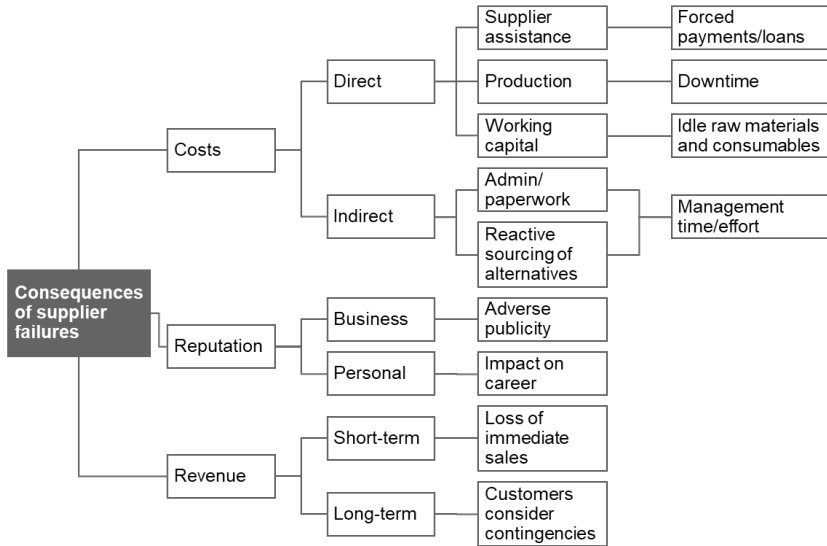 Consequences
of supplier
failures
Costs
Direct
Supplier
assistance
Forced
payments/loans
Production
Downtime
Working
capital
Idle raw materials
and consumables
Indirect
Admin/
paperwork
Reactive
sourcing of
alternatives
Management
time/effort
Reputation
Business
Adverse
publicity
Personal
Impact on
career
Revenue
Short-term
Loss of
immediate
sales
Long-term
Customers
consider
contingencies